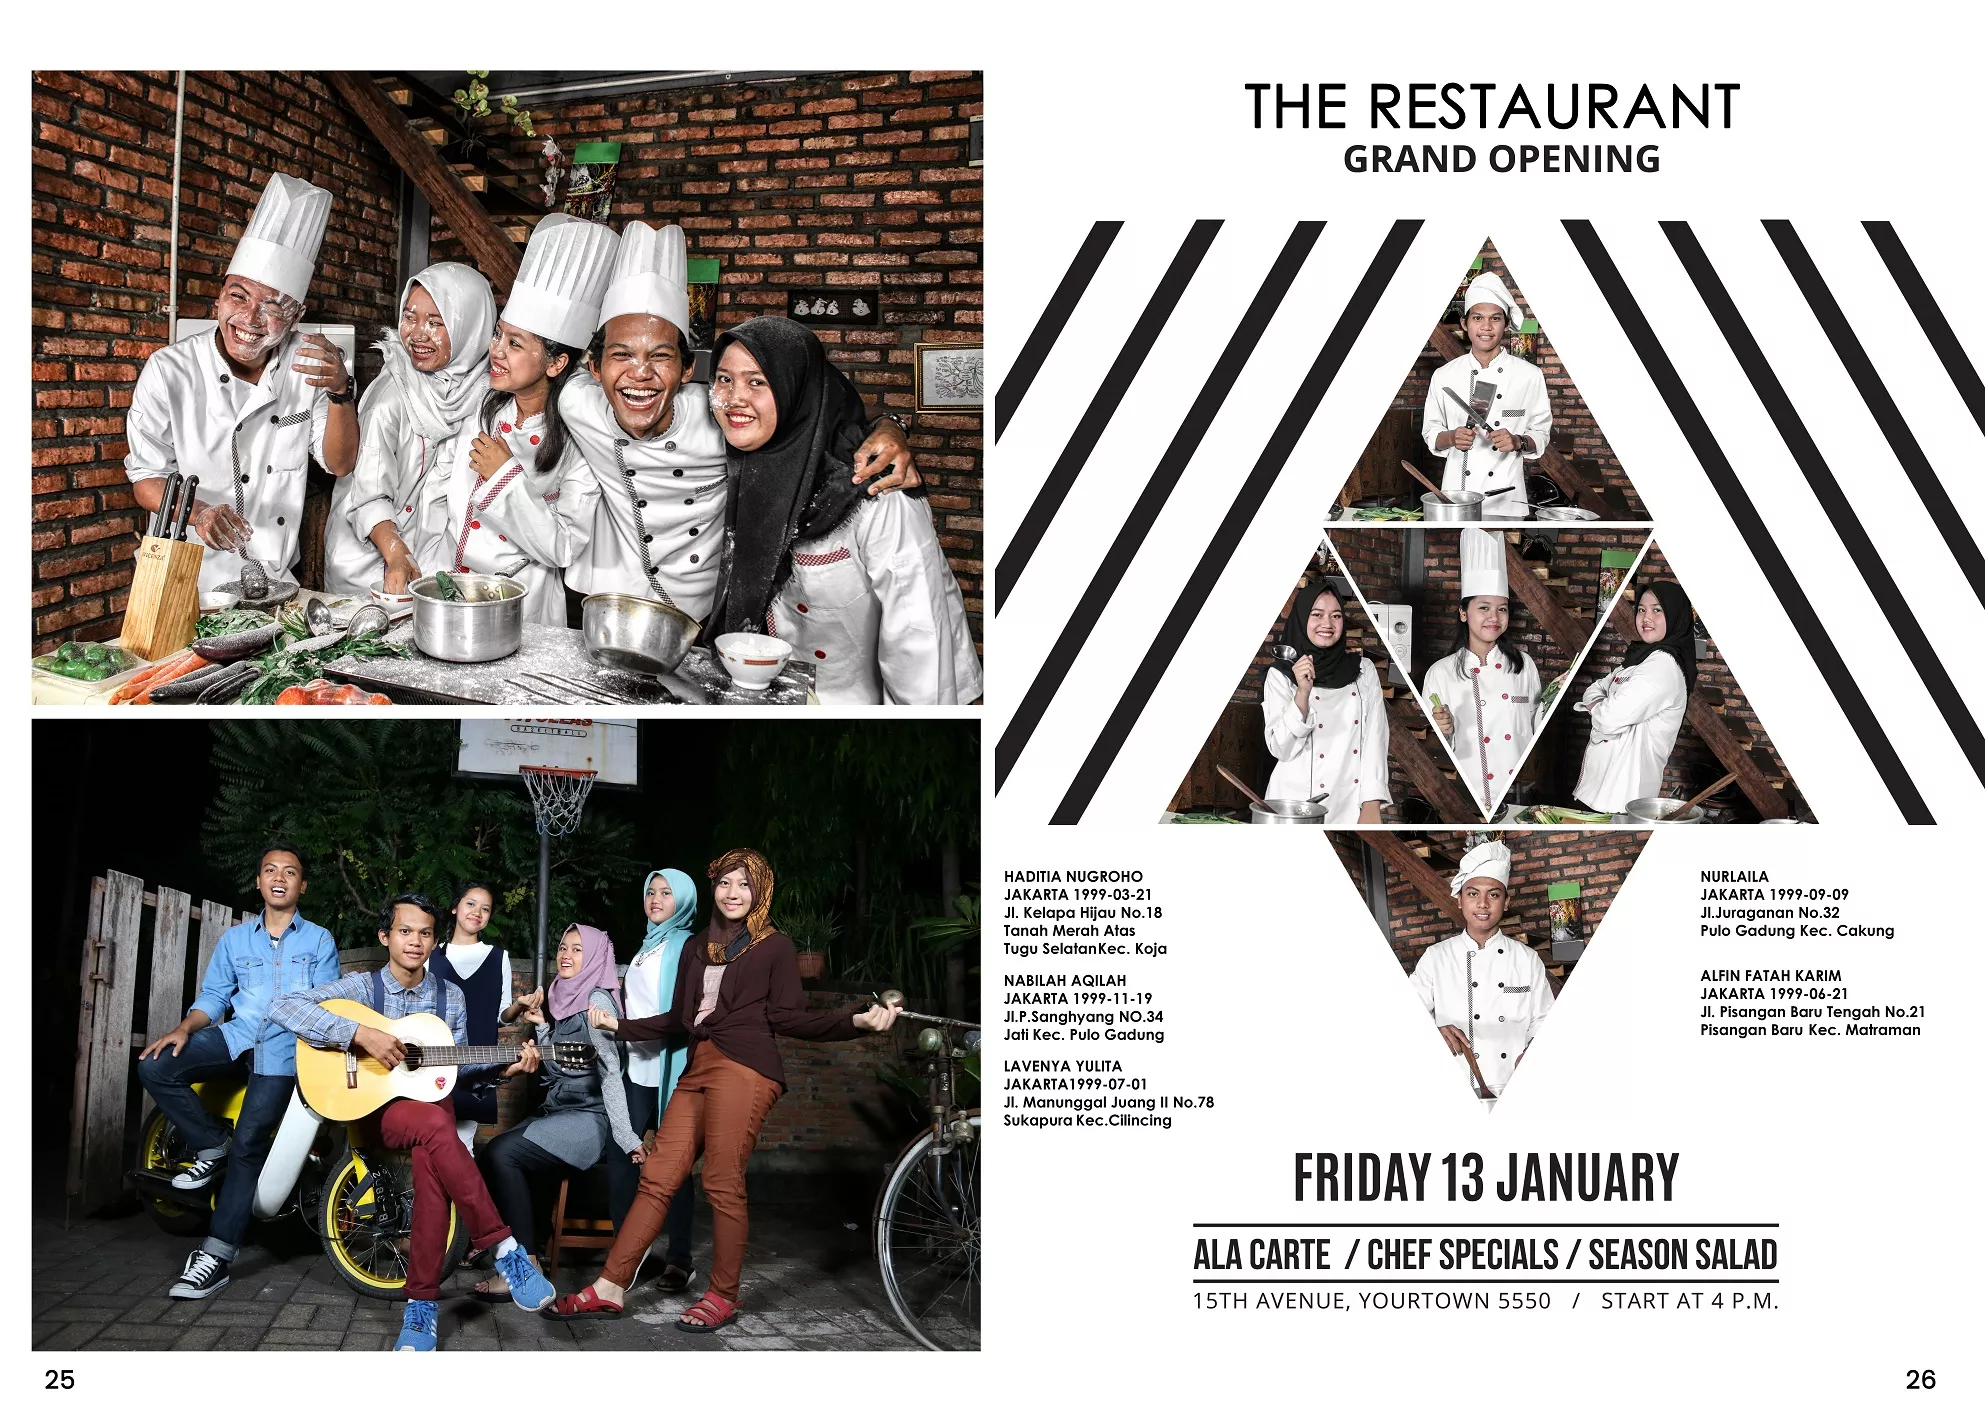 THE RESTAURANT
GRAND OPENING
HADITIA NUGROHO
JAKARTA 1999-03-21
Jl. Kelapa Hijau No.18
Tanah Merah Atas
Tugu SelatanKec. Koja
NABILAH AQILAH
JAKARTA 1999-11-19
Jl.P.Sanghyang NO.34
Jati Kec. Pulo Gadung
LAVENYA YULITA
JAKARTA1999-07-01
Jl. Manunggal Juang II No.78
Sukapura Kec.Cilincing
NURLAILA
JAKARTA 1999-09-09
Jl.Juraganan No.32
Pulo Gadung Kec. Cakung
ALFIN FATAH KARIM
JAKARTA 1999-06-21
Jl. Pisangan Baru Tengah No.21
Pisangan Baru Kec. Matraman
FRIDAY 13 JANUARY
ALA CARTE / CHEF SPECIALS / SEASON SALAD
15TH AVENUE, YOURTOWN 5550 / START AT 4 P.M.
25
26